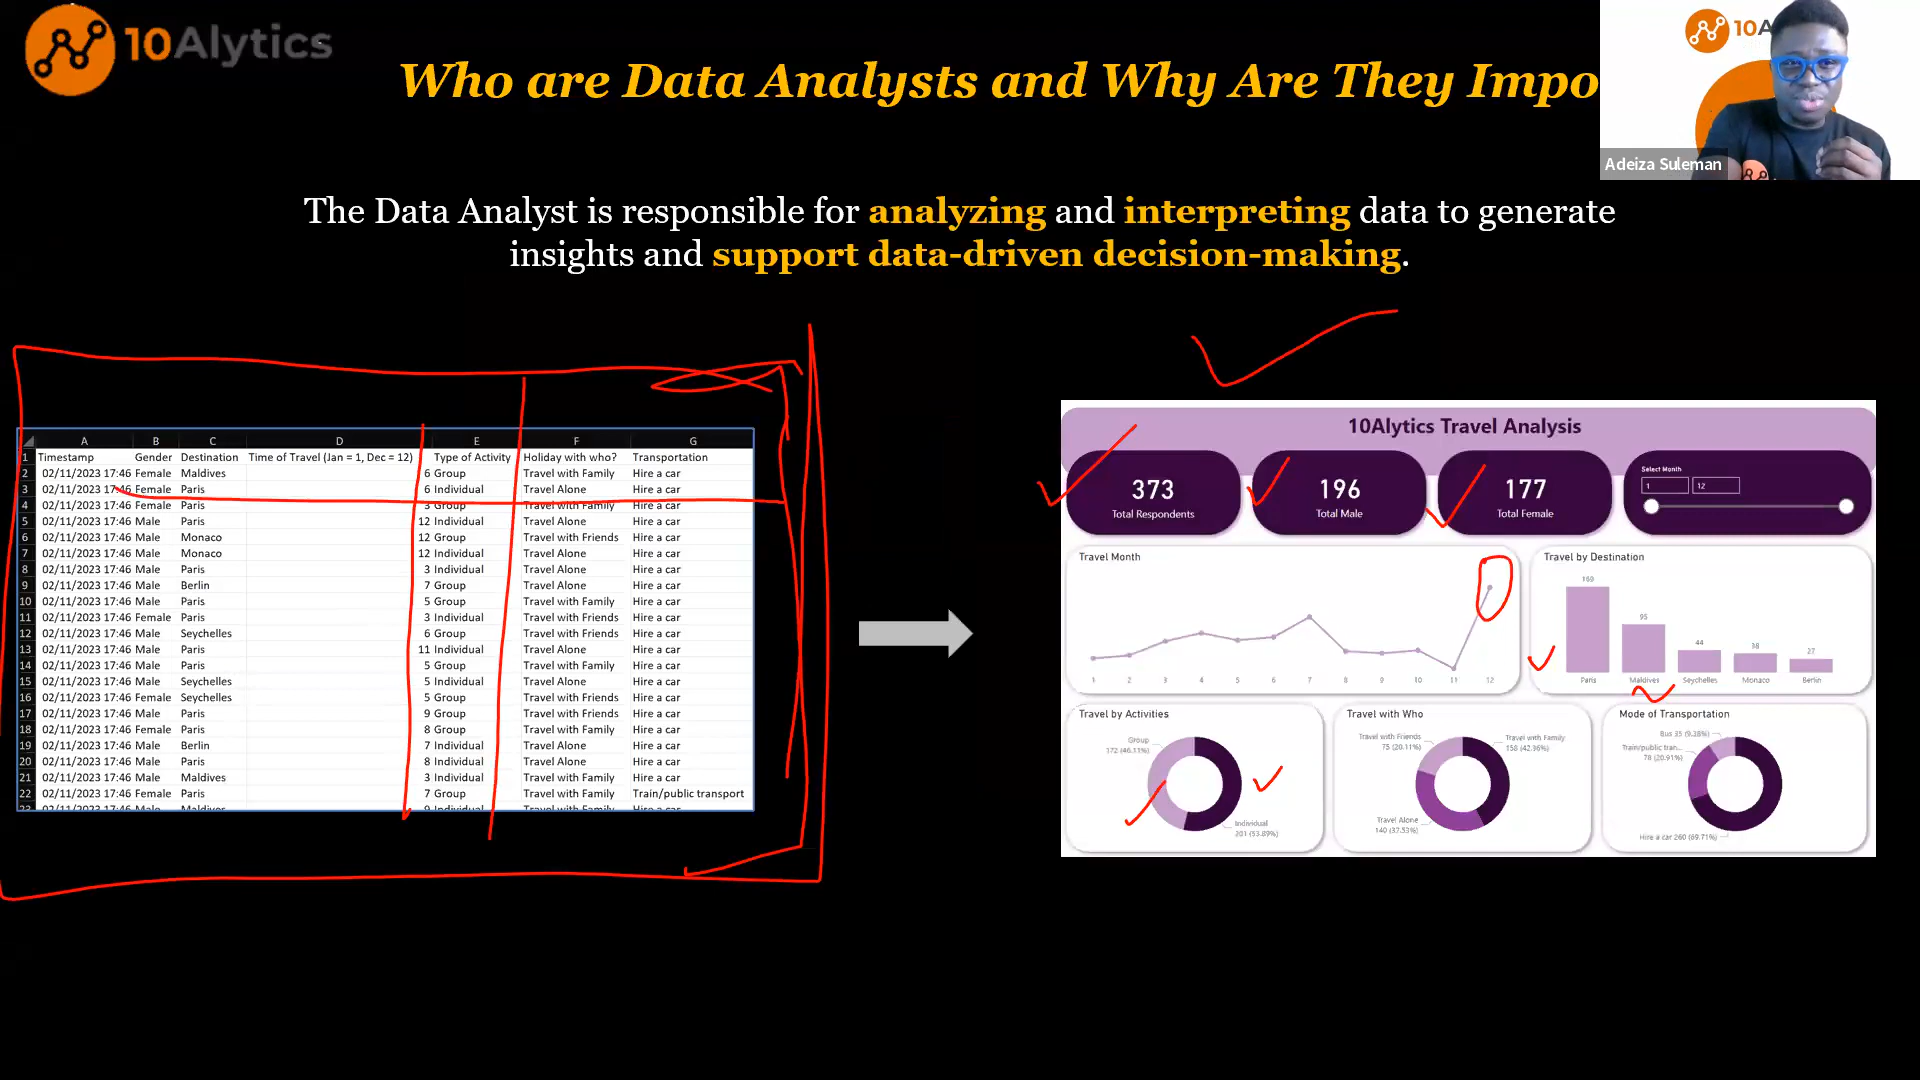 10Alytics
Who are Data Analysts and Why Are They Impo
10A
Adeiza Suleman
The Data Analyst is responsible for analyzing and interpreting data to generate
insights and support data-driven decision-making.
A B C D E F G
1 Timestamp Gender Destination Time of Travel (Jan = 1, Dec = 12) Type of Activity Holiday with who? Transportation
2 02/11/2023 17:46 Female Maldives 6 Group Travel with Family Hire a car
3 02/11/2023 17:46 Female Paris 6 Individual Travel Alone Hire a car
4 02/11/2023 17:46 Female Paris 3 Group Travel with Family Hire a car
5 02/11/2023 17:46 Male Paris 12 Individual Travel Alone Hire a car
6 02/11/2023 17:46 Male Monaco 12 Group Travel with Friends Hire a car
7 02/11/2023 17:46 Male Monaco 12 Individual Travel Alone Hire a car
8 02/11/2023 17:46 Male Paris 3 Individual Travel Alone Hire a car
9 02/11/2023 17:46 Male Berlin 7 Group Travel Alone Hire a car
10 02/11/2023 17:46 Male Paris 5 Group Travel with Family Hire a car
11 02/11/2023 17:46 Female Paris 3 Individual Travel with Friends Hire a car
12 02/11/2023 17:46 Male Seychelles 6 Group Travel with Friends Hire a car
13 02/11/2023 17:46 Male Paris 11 Individual Travel Alone Hire a car
14 02/11/2023 17:46 Male Paris 5 Group Travel with Family Hire a car
15 02/11/2023 17:46 Male Seychelles 5 Individual Travel Alone Hire a car
16 02/11/2023 17:46 Female Seychelles 5 Group Travel with Friends Hire a car
17 02/11/2023 17:46 Male Paris 9 Group Travel with Friends Hire a car
18 02/11/2023 17:46 Female Paris 8 Group Travel with Family Hire a car
19 02/11/2023 17:46 Male Berlin 7 Individual Travel Alone Hire a car
20 02/11/2023 17:46 Male Paris 8 Individual Travel Alone Hire a car
21 02/11/2023 17:46 Male Maldives 3 Individual Travel with Family Hire a car
22 02/11/2023 17:46 Female Paris 7 Group Travel with Family Train/public transport
23 02/11/2023 17:46 Male Maldives 9 Individual Travel with Family Hire a car
10Alytics Travel Analysis
373
Total Respondents
196
Total Male
177
Total Female
Select Month
1 12
Travel Month
1 2 3 4 5 6 7 8 9 10 11 12
Travel by Destination
169 95 44 38 27
Paris Maldives Seychelles Monaco Berlin
Travel by Activities
Group
172 (46.11%)
Individual
201 (53.89%)
Travel with Who
Travel with Friends
75 (20.11%)
Travel with Family
158 (42.36%)
Travel Alone
140 (37.53%)
Mode of Transportation
Bus 35 (9.38%)
Train/public tran...
78 (20.91%)
Hire a car 260 (69.71%)